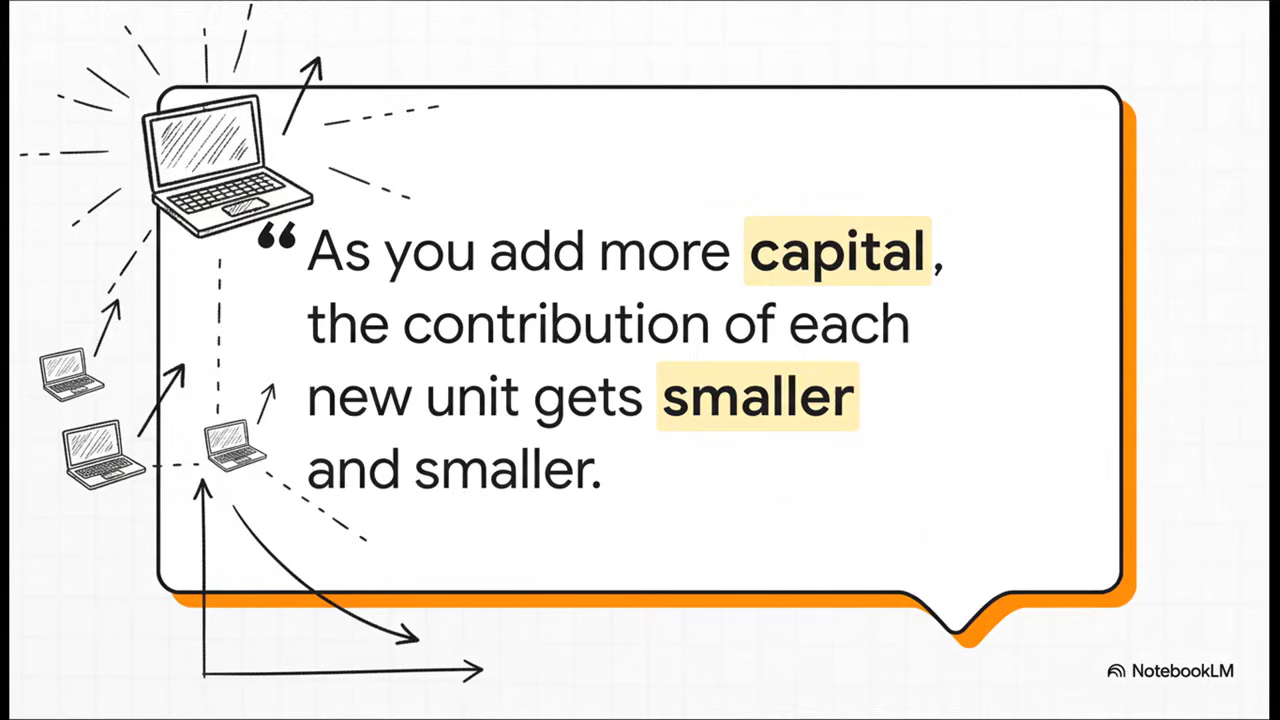 “As you add more capital,
the contribution of each
new unit gets smaller
and smaller.
NotebookLM